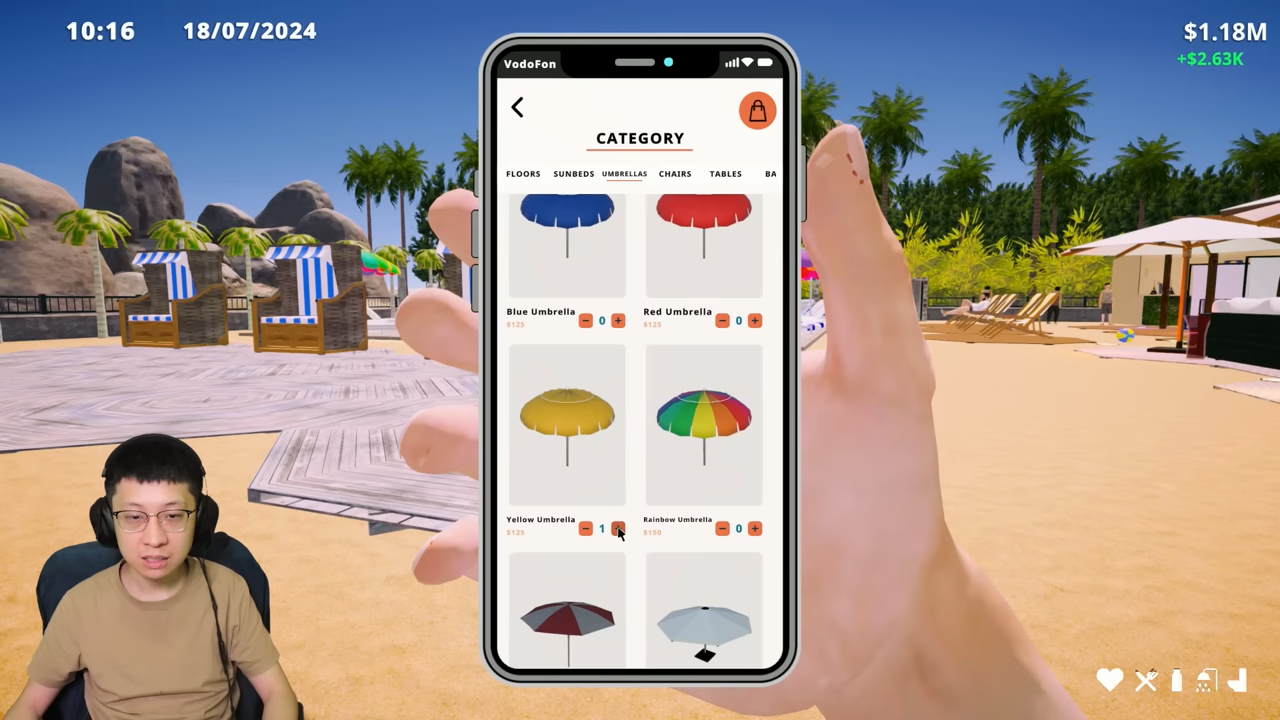 10:16
18/07/2024
$1.18M
+$2.63K
VodoFon
CATEGORY
FLOORS SUNBEDS UMBRELLAS CHAIRS TABLES BA
Blue Umbrella
$125
− 0 +
Red Umbrella
$125
− 0 +
Yellow Umbrella
$125
− 1
Rainbow Umbrella
$150
− 0 +